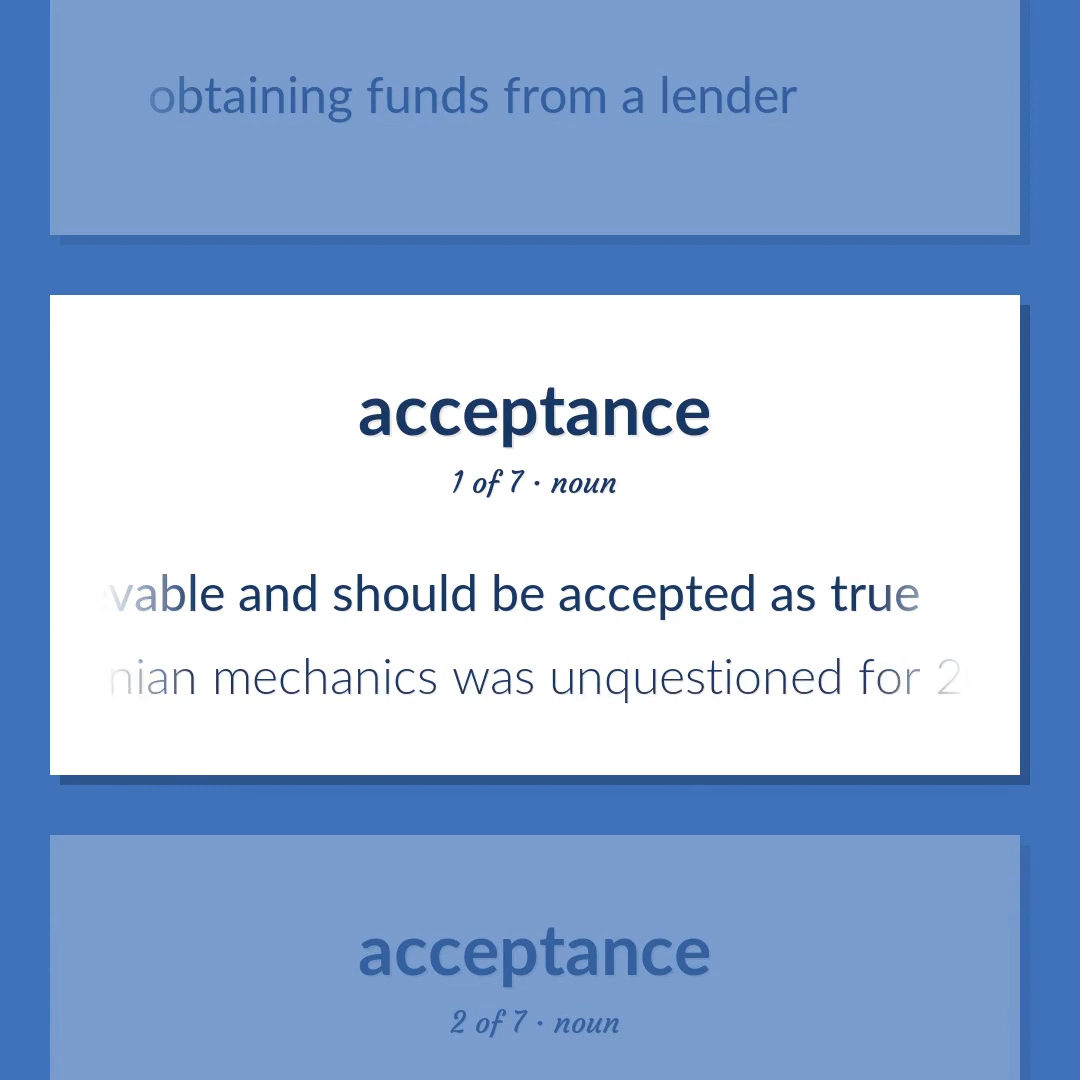 obtaining funds from a lender
acceptance
1 of 7 · noun
vable and should be accepted as true
nian mechanics was unquestioned for 20
acceptance
2 of 7 · noun